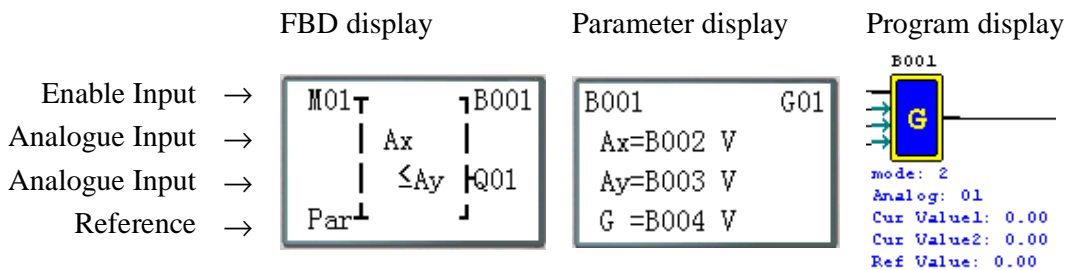 FBD display Parameter display Program display
Enable Input →
Analogue Input →
Analogue Input →
Reference →
M01 B001
Ax
≤Ay Q01
Par
B001 G01
Ax=B002 V
Ay=B003 V
G =B004 V
B001
G
mode: 2
Analog: 01
Cur Value1: 0.00
Cur Value2: 0.00
Ref Value: 0.00